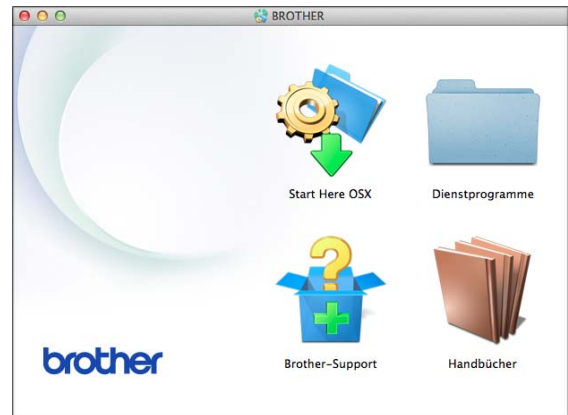 BROTHER
Start Here OSX
Dienstprogramme
Brother-Support
Handbücher
brother